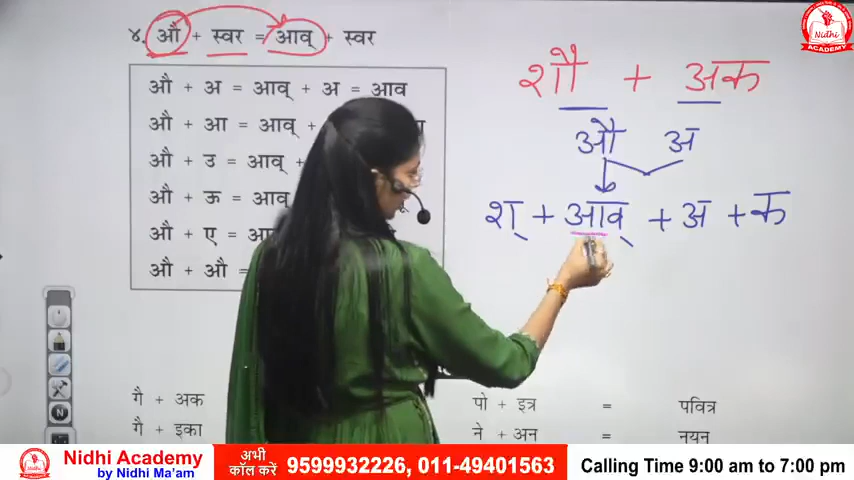 ४. औ + स्वर = आव् + स्वर
औ + अ = आव् + अ = आव
औ + आ = आव् +
औ + उ = आव् +
औ + ऊ = आव्
औ + ए =
औ + औ =
शौ + अक
औ अ
श् + आव् + अ + क
गै + अक
गै + इका
पो + इत्र = पवित्र
ने + अन = नयन
N
Nidhi
ACADEMY
Nidhi Academy
by Nidhi Ma'am
अभी
कॉल करें
9599932226, 011-49401563
Calling Time 9:00 am to 7:00 pm